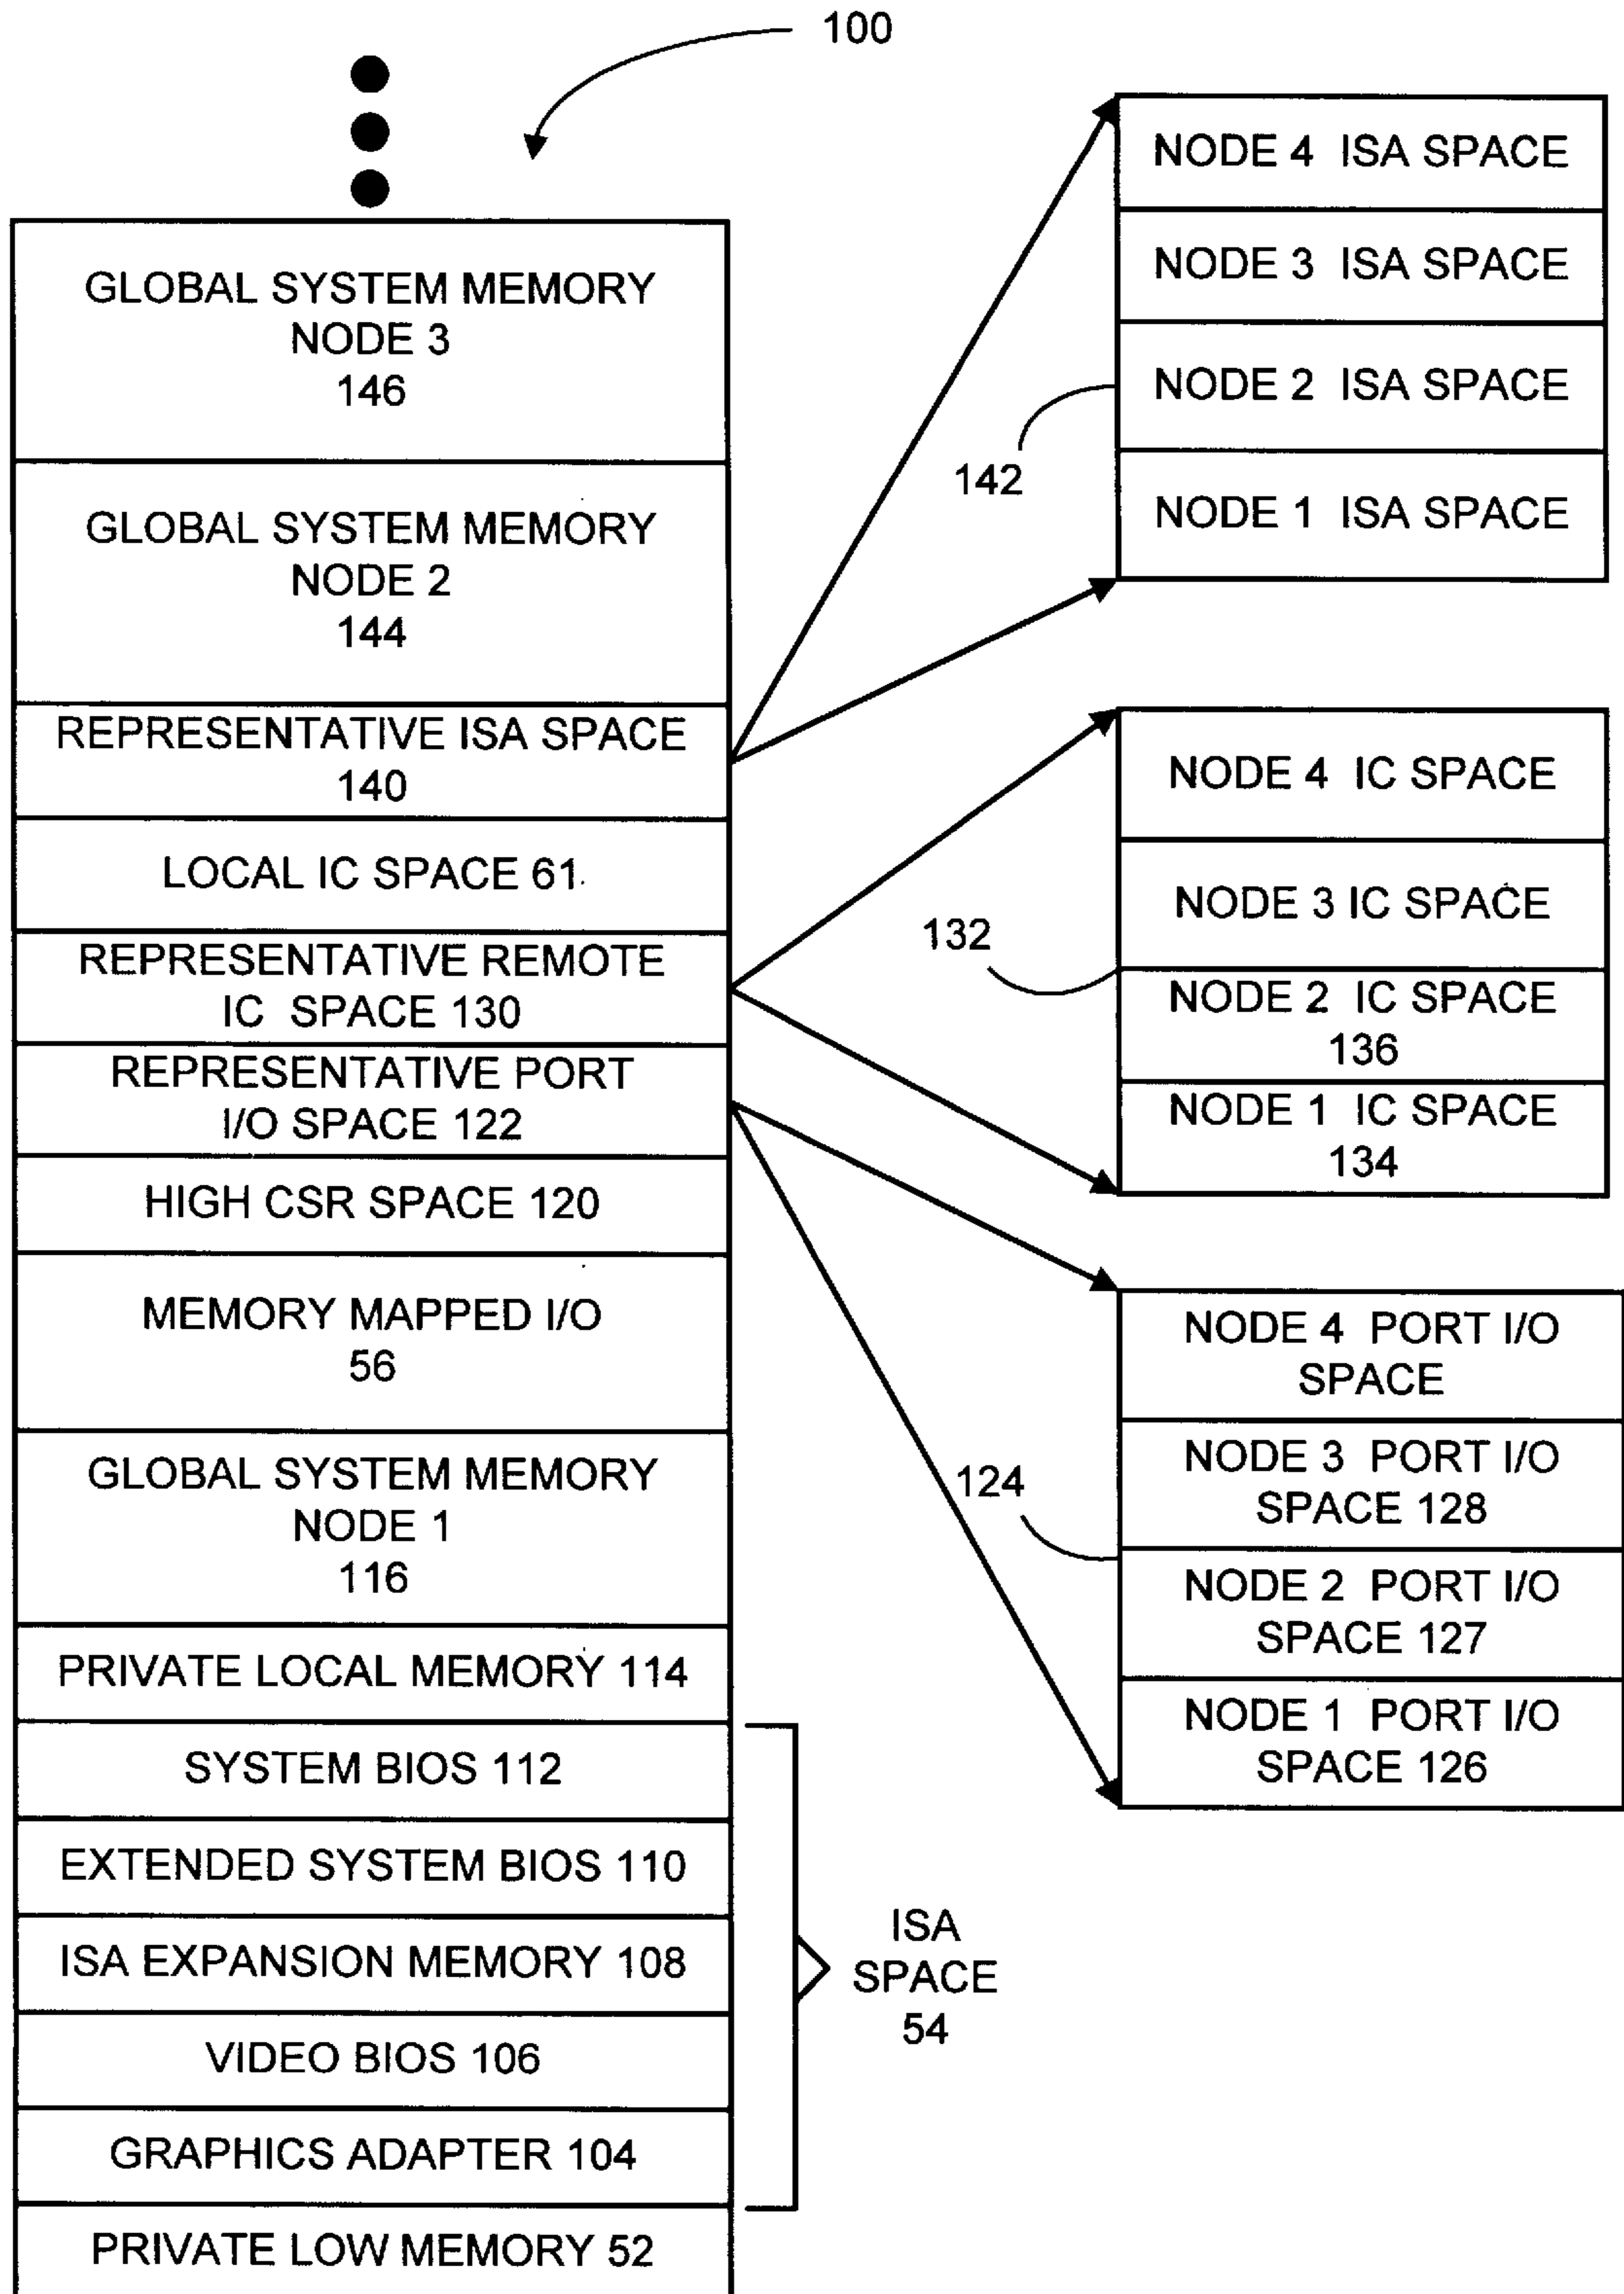 100
GLOBAL SYSTEM MEMORY
NODE 3
146
GLOBAL SYSTEM MEMORY
NODE 2
144
REPRESENTATIVE ISA SPACE
140
LOCAL IC SPACE 61
REPRESENTATIVE REMOTE
IC SPACE 130
REPRESENTATIVE PORT
I/O SPACE 122
HIGH CSR SPACE 120
MEMORY MAPPED I/O
56
GLOBAL SYSTEM MEMORY
NODE 1
116
PRIVATE LOCAL MEMORY 114
SYSTEM BIOS 112
EXTENDED SYSTEM BIOS 110
ISA EXPANSION MEMORY 108
VIDEO BIOS 106
GRAPHICS ADAPTER 104
PRIVATE LOW MEMORY 52
ISA
SPACE
54
NODE 4 ISA SPACE
NODE 3 ISA SPACE
NODE 2 ISA SPACE
NODE 1 ISA SPACE
142
NODE 4 IC SPACE
NODE 3 IC SPACE
NODE 2 IC SPACE
136
NODE 1 IC SPACE
134
132
NODE 4 PORT I/O
SPACE
NODE 3 PORT I/O
SPACE 128
NODE 2 PORT I/O
SPACE 127
NODE 1 PORT I/O
SPACE 126
124